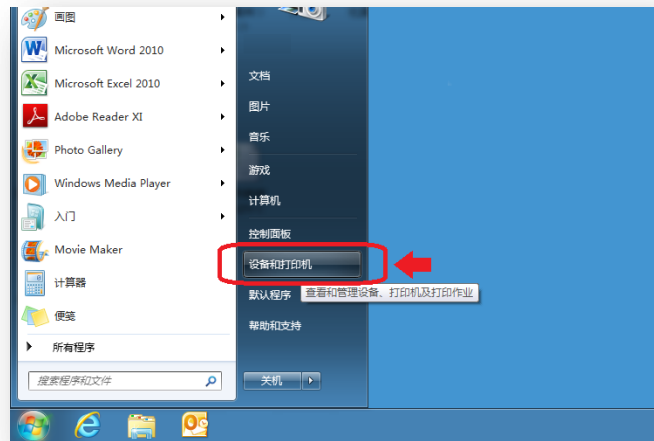 画图
Microsoft Word 2010
Microsoft Excel 2010
Adobe Reader XI
Photo Gallery
Windows Media Player
入门
Movie Maker
计算器
便笺
所有程序
搜索程序和文件
文档
图片
音乐
游戏
计算机
控制面板
设备和打印机
默认程序
查看和管理设备、打印机及打印作业
帮助和支持
关机